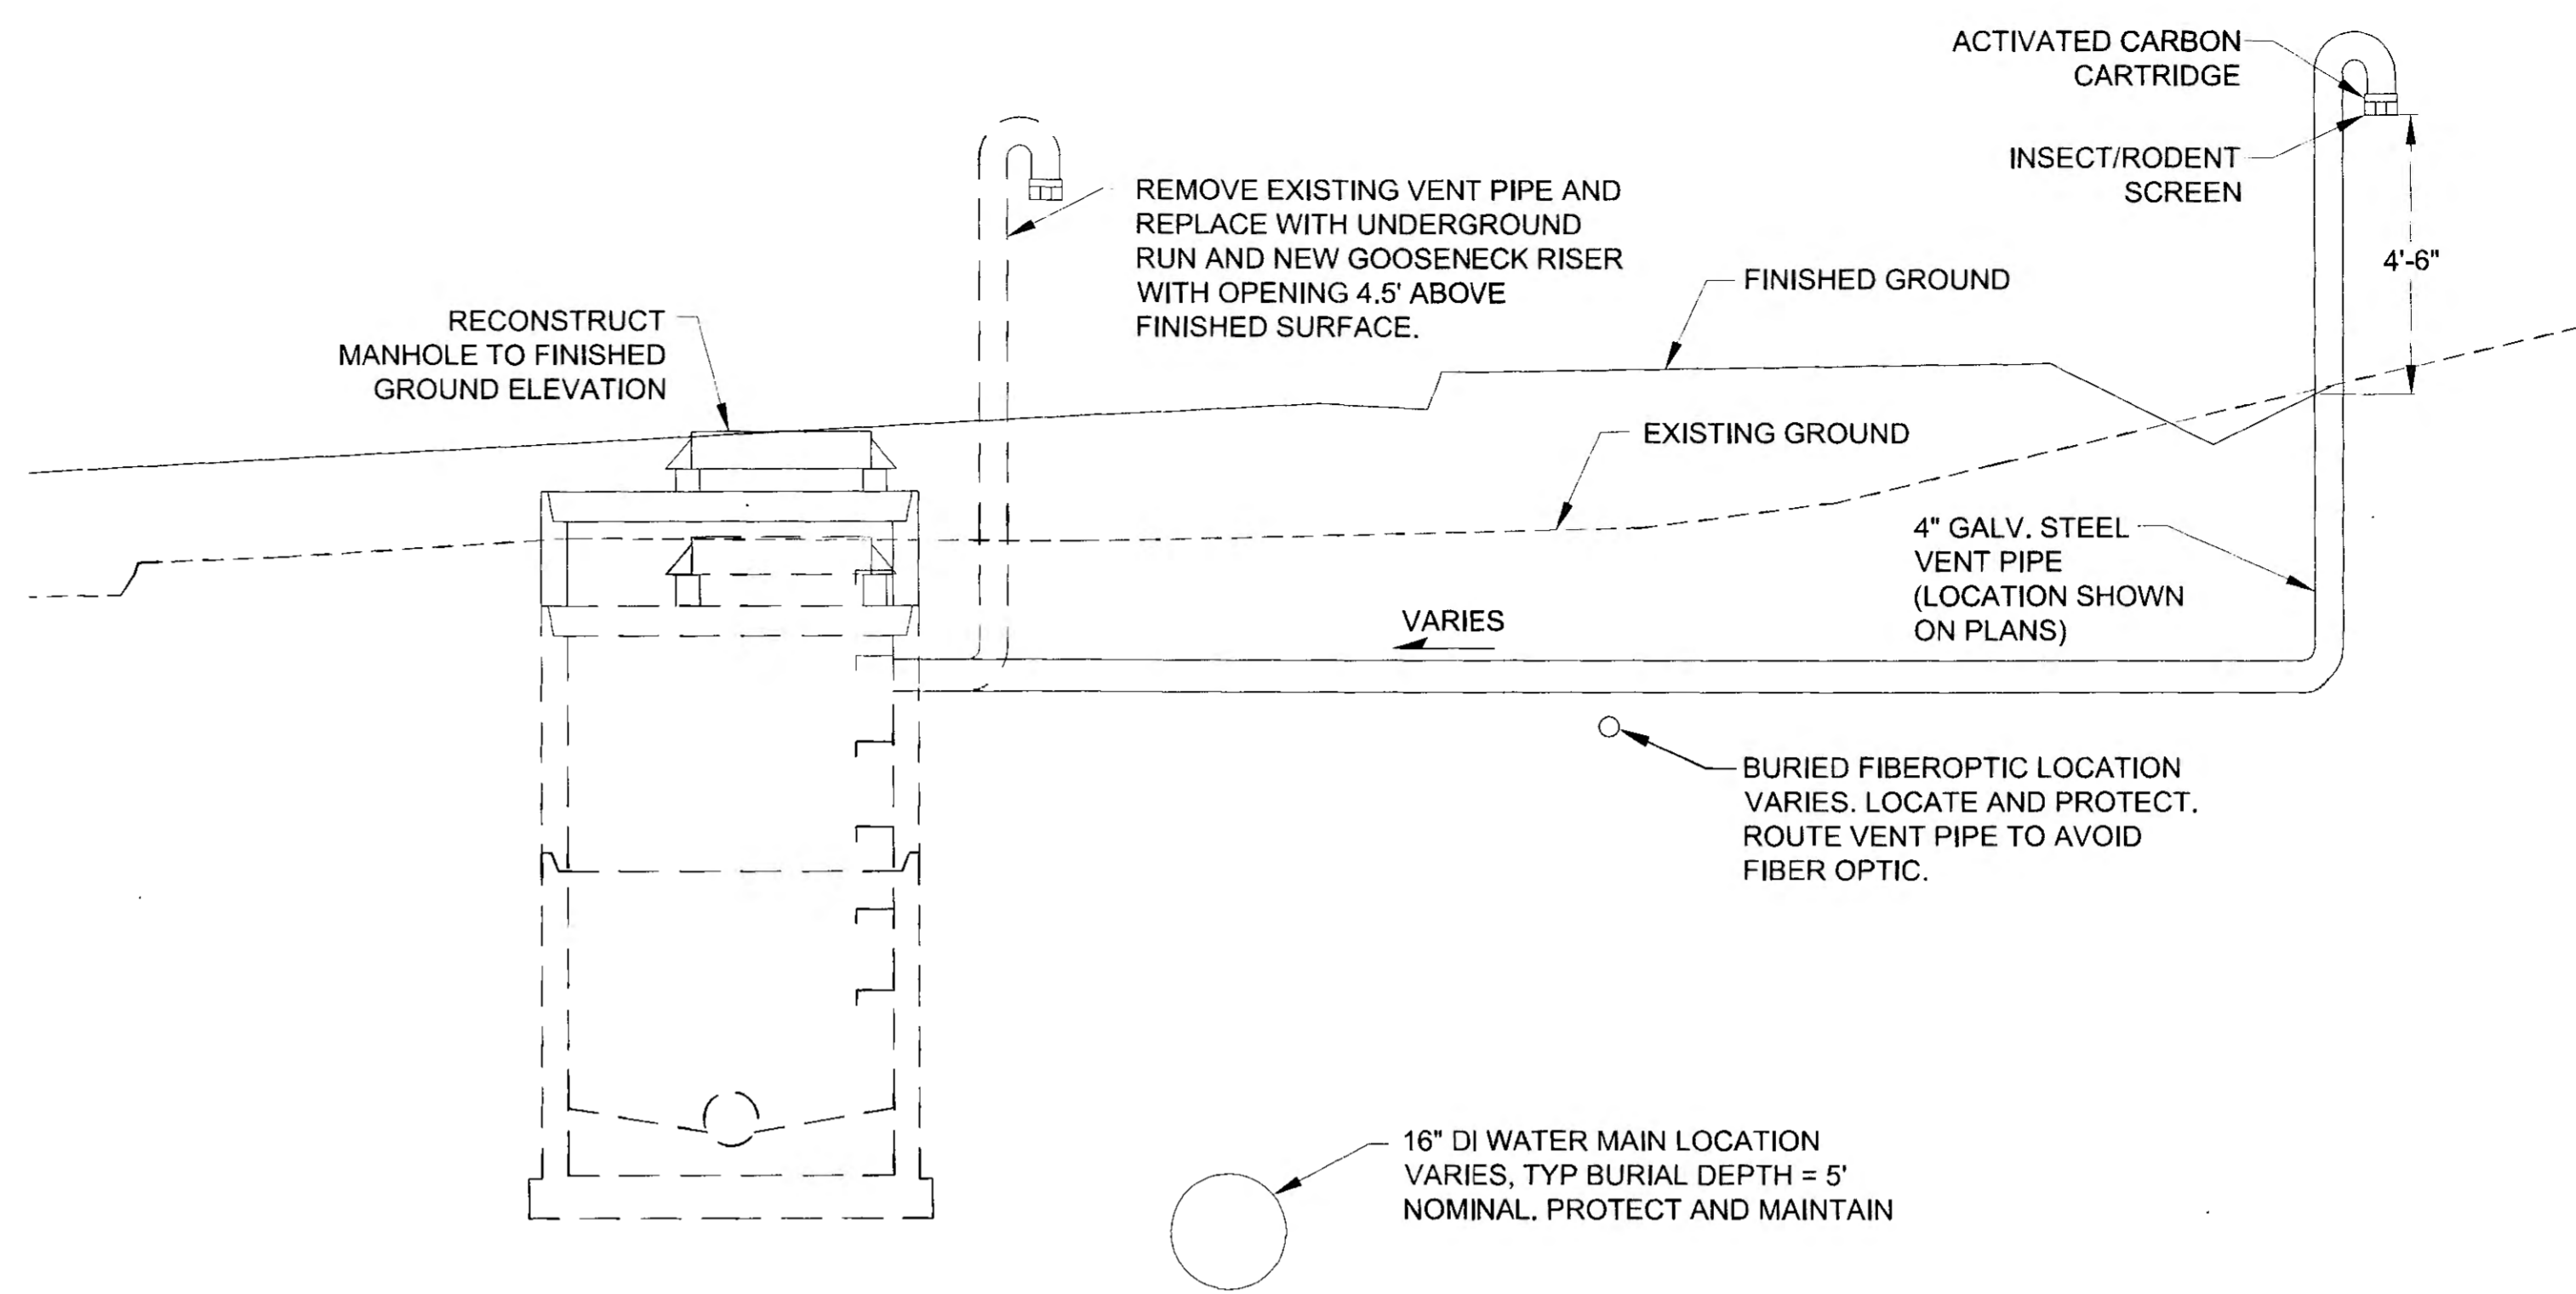 ACTIVATED CARBON
CARTRIDGE
INSECT/RODENT
SCREEN
4'-6"
REMOVE EXISTING VENT PIPE AND
REPLACE WITH UNDERGROUND
RUN AND NEW GOOSENECK RISER
WITH OPENING 4.5' ABOVE
FINISHED SURFACE.
FINISHED GROUND
RECONSTRUCT
MANHOLE TO FINISHED
GROUND ELEVATION
EXISTING GROUND
4" GALV. STEEL
VENT PIPE
(LOCATION SHOWN
ON PLANS)
VARIES
BURIED FIBEROPTIC LOCATION
VARIES. LOCATE AND PROTECT.
ROUTE VENT PIPE TO AVOID
FIBER OPTIC.
16" DI WATER MAIN LOCATION
VARIES, TYP BURIAL DEPTH = 5'
NOMINAL. PROTECT AND MAINTAIN